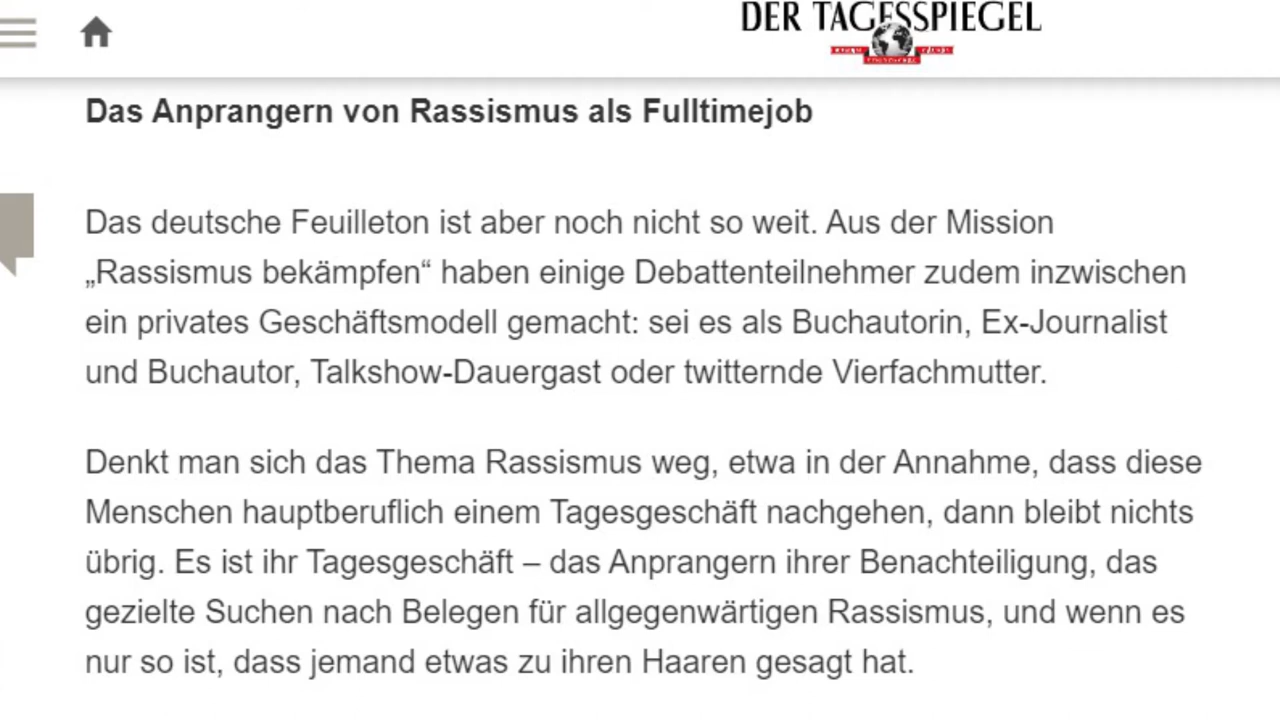 DER TAGESSPIEGEL
Das Anprangern von Rassismus als Fulltimejob
Das deutsche Feuilleton ist aber noch nicht so weit. Aus der Mission
„Rassismus bekämpfen“ haben einige Debattenteilnehmer zudem inzwischen
ein privates Geschäftsmodell gemacht: sei es als Buchautorin, Ex-Journalist
und Buchautor, Talkshow-Dauergast oder twitternde Vierfachmutter.
Denkt man sich das Thema Rassismus weg, etwa in der Annahme, dass diese
Menschen hauptberuflich einem Tagesgeschäft nachgehen, dann bleibt nichts
übrig. Es ist ihr Tagesgeschäft – das Anprangern ihrer Benachteiligung, das
gezielte Suchen nach Belegen für allgegenwärtigen Rassismus, und wenn es
nur so ist, dass jemand etwas zu ihren Haaren gesagt hat.